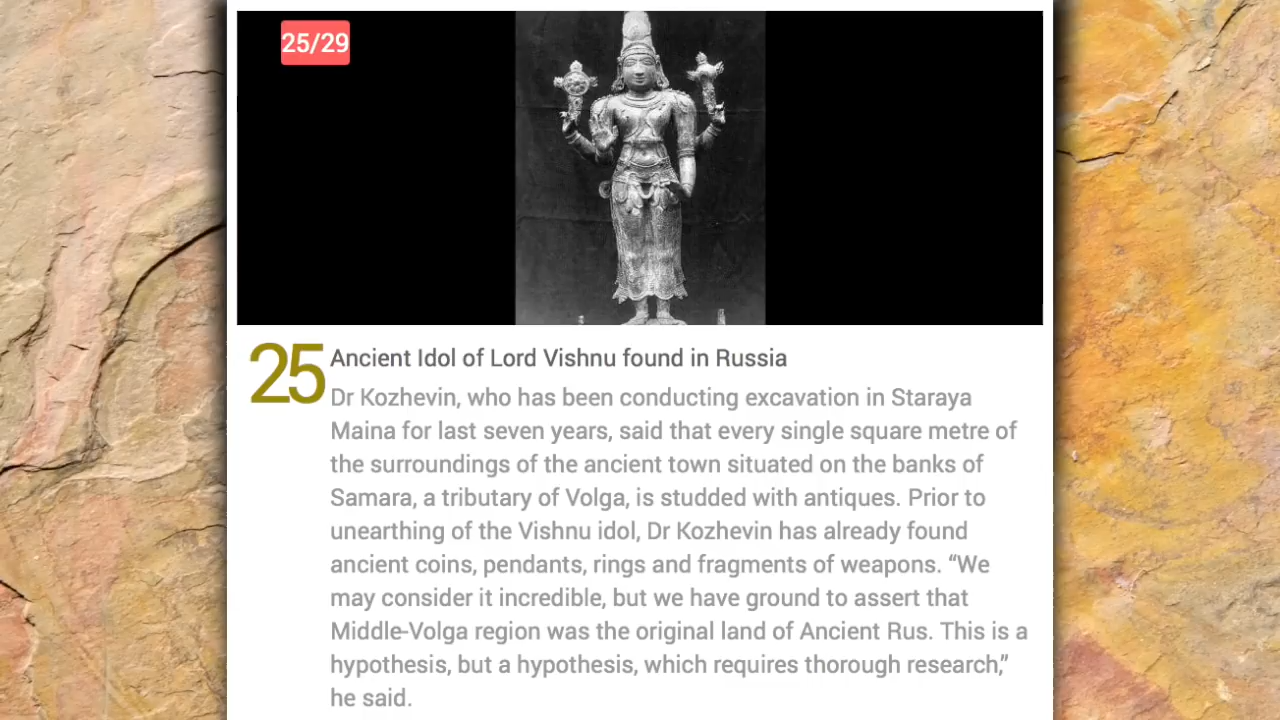 25/29
25
Ancient Idol of Lord Vishnu found in Russia
Dr Kozhevin, who has been conducting excavation in Staraya
Maina for last seven years, said that every single square metre of
the surroundings of the ancient town situated on the banks of
Samara, a tributary of Volga, is studded with antiques. Prior to
unearthing of the Vishnu idol, Dr Kozhevin has already found
ancient coins, pendants, rings and fragments of weapons. “We
may consider it incredible, but we have ground to assert that
Middle-Volga region was the original land of Ancient Rus. This is a
hypothesis, but a hypothesis, which requires thorough research,”
he said.